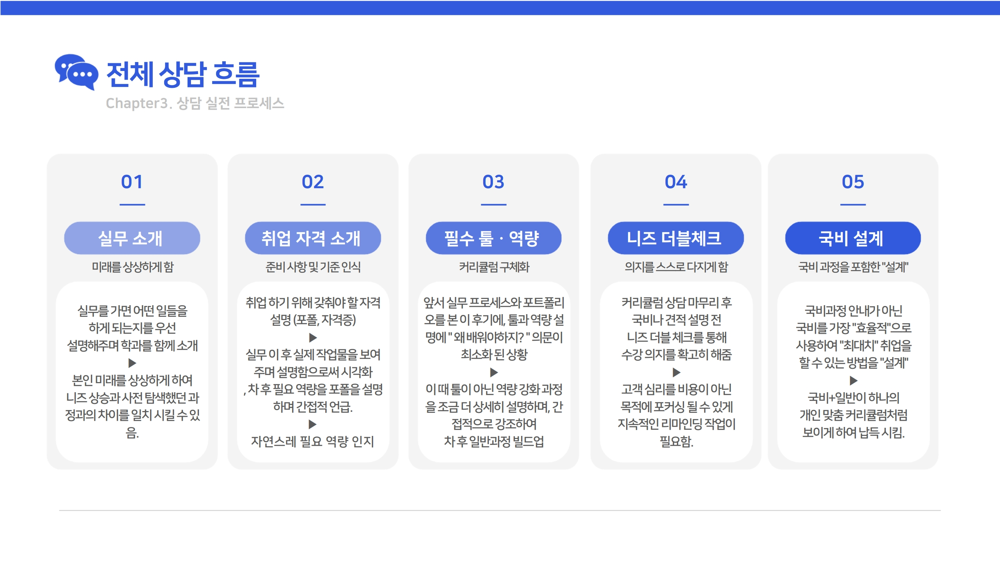 전체 상담 흐름
Chapter3. 상담 실전 프로세스
01
실무 소개
미래를 상상하게 함
실무를 가면 어떤 일들을
하게 되는지를 우선
설명해주며 학과를 함께 소개
▶
본인 미래를 상상하게 하여
니즈 상승과 사전 탐색했던 과
정과의 차이를 일치 시킬 수 있
음.
02
취업 자격 소개
준비 사항 및 기준 인식
취업 하기 위해 갖춰야 할 자격
설명 (포폴, 자격증)
▶
실무 이 후 실제 작업물을 보여
주며 설명함으로써 시각화
, 차 후 필요 역량을 포폴을 설명
하며 간접적 언급.
▶
자연스레 필요 역량 인지
03
필수 툴 · 역량
커리큘럼 구체화
앞서 실무 프로세스와 포트폴리
오를 본 이 후기에, 툴과 역량 설
명에 " 왜 배워야하지? " 의문이
최소화 된 상황
▶
이 때 툴이 아닌 역량 강화 과정
을 조금 더 상세히 설명하며, 간
접적으로 강조하여
차 후 일반과정 빌드업
04
니즈 더블체크
의지를 스스로 다지게 함
커리큘럼 상담 마무리 후
국비나 견적 설명 전
니즈 더블 체크를 통해
수강 의지를 확고히 해줌
▶
고객 심리를 비용이 아닌
목적에 포커싱 될 수 있게
지속적인 리마인딩 작업이
필요함.
05
국비 설계
국비 과정을 포함한 "설계"
국비과정 안내가 아닌
국비를 가장 "효율적"으로
사용하여 "최대치" 취업을
할 수 있는 방법을 "설계"
▶
국비+일반이 하나의
개인 맞춤 커리큘럼처럼
보이게 하여 납득 시킴.